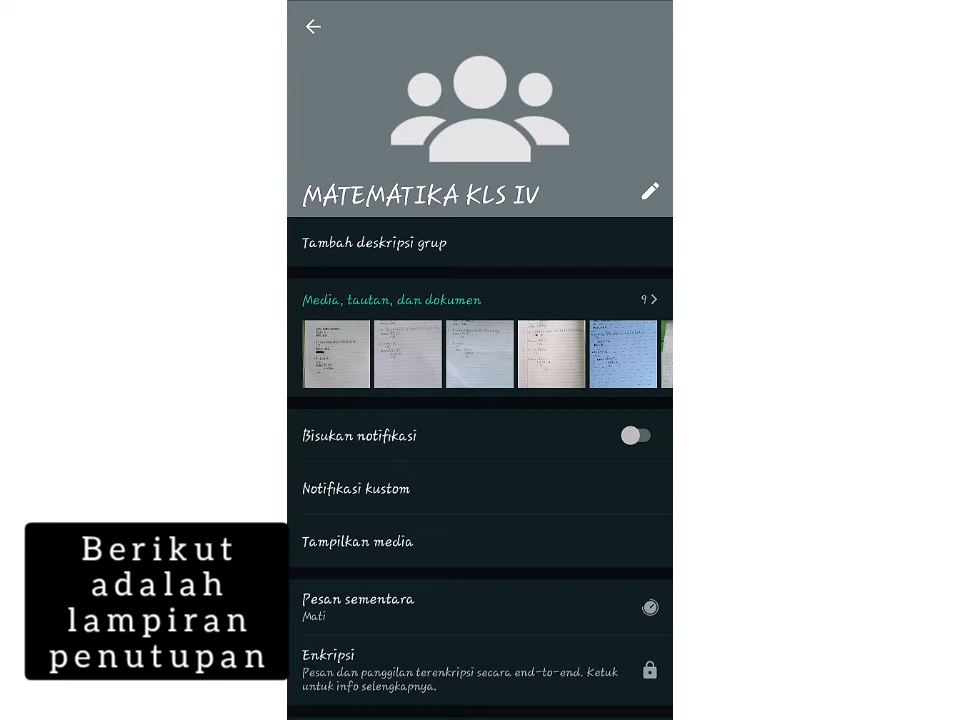 MATEMATIKA KLS IV
Tambah deskripsi grup
Media, tautan, dan dokumen
9
Bisukan notifikasi
Notifikasi kustom
Tampilkan media
Pesan sementara
Mati
Enkripsi
Pesan dan panggilan terenkripsi secara end-to-end. Ketuk
untuk info selengkapnya.
Berikut
adalah
lampiran
penutupan